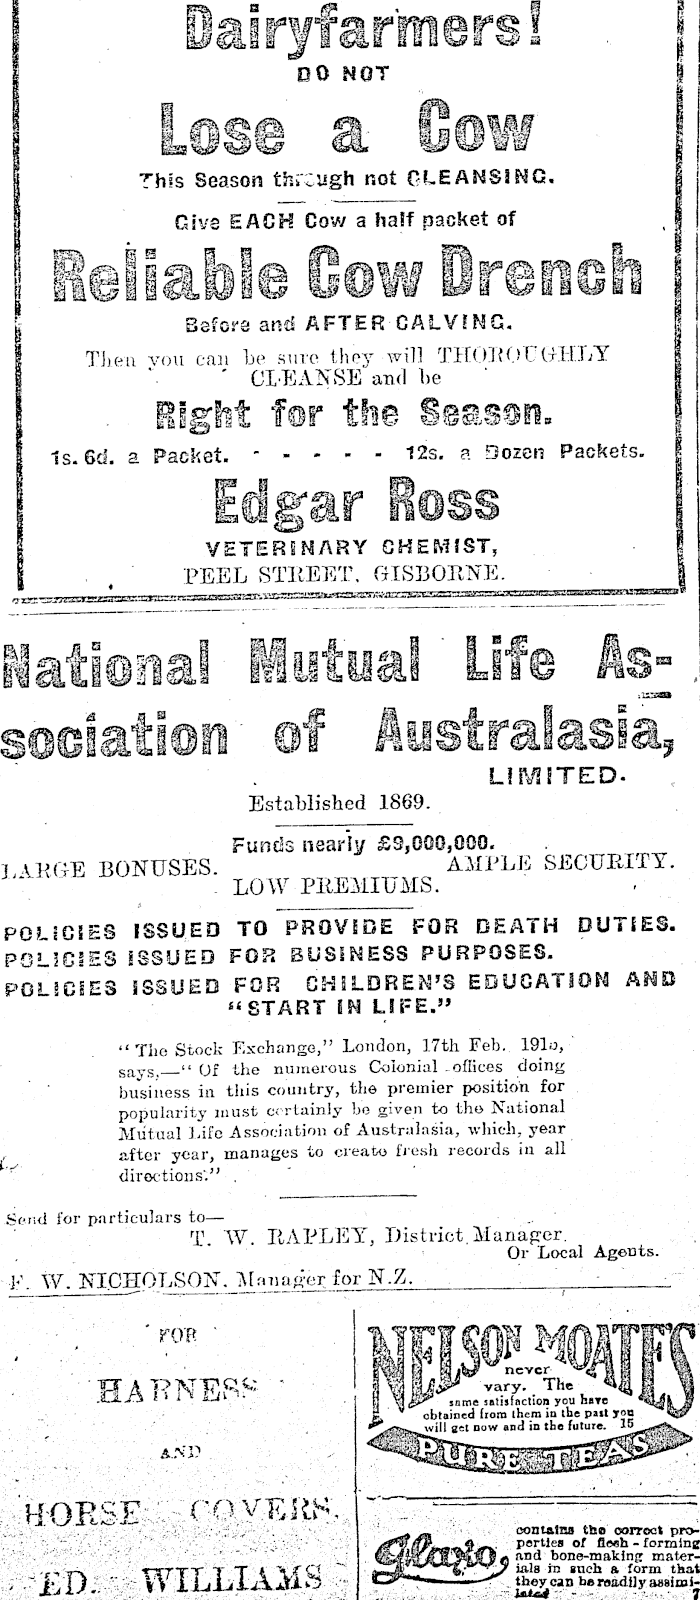 Dairyfarmers!
DO NOT
Lose a Cow
This Season through not CLEANSING.
Give EACH Cow a half packet of
Reliable Cow Drench
Before and AFTER CALVING.
Then you can be sure they will THOROUGHLY
CLEANSE and be
Right for the Season.
1s. 6d. a Packet. - - - - - 12s. a Dozen Packets.
Edgar Ross
VETERINARY CHEMIST,
PEEL STREET, GISBORNE.
National Mutual Life As-
sociation of Australasia,
LIMITED.
Established 1869.
Funds nearly £9,000,000.
LARGE BONUSES. AMPLE SECURITY.
LOW PREMIUMS.
POLICIES ISSUED TO PROVIDE FOR DEATH DUTIES.
POLICIES ISSUED FOR BUSINESS PURPOSES.
POLICIES ISSUED FOR CHILDREN'S EDUCATION AND
"START IN LIFE."
"The Stock Exchange," London, 17th Feb.
says,—"Of the numerous Colonial offices doing
business in this country, the premier position for
popularity must certainly be given to the National
Mutual Life Association of Australasia, which, year
after year, manages to create fresh records in all
directions."
Send for particulars to—
T. W. RAPLEY, District Manager.
Or Local Agents.
F. W. NICHOLSON, Manager for N.Z.
FOR
HARNESS
AND
HORSE COVERS.
ED. WILLIAMS
NELSON MOATE'S
never
vary. The
same satisfaction you have
obtained from them in the past you
will get now and in the future. 15
PURE TEAS
Glaxo,
contains the correct pro-
perties of flesh-forming
and bone-making mater-
ials in such a form that
they can be readily assimi-
lated 7